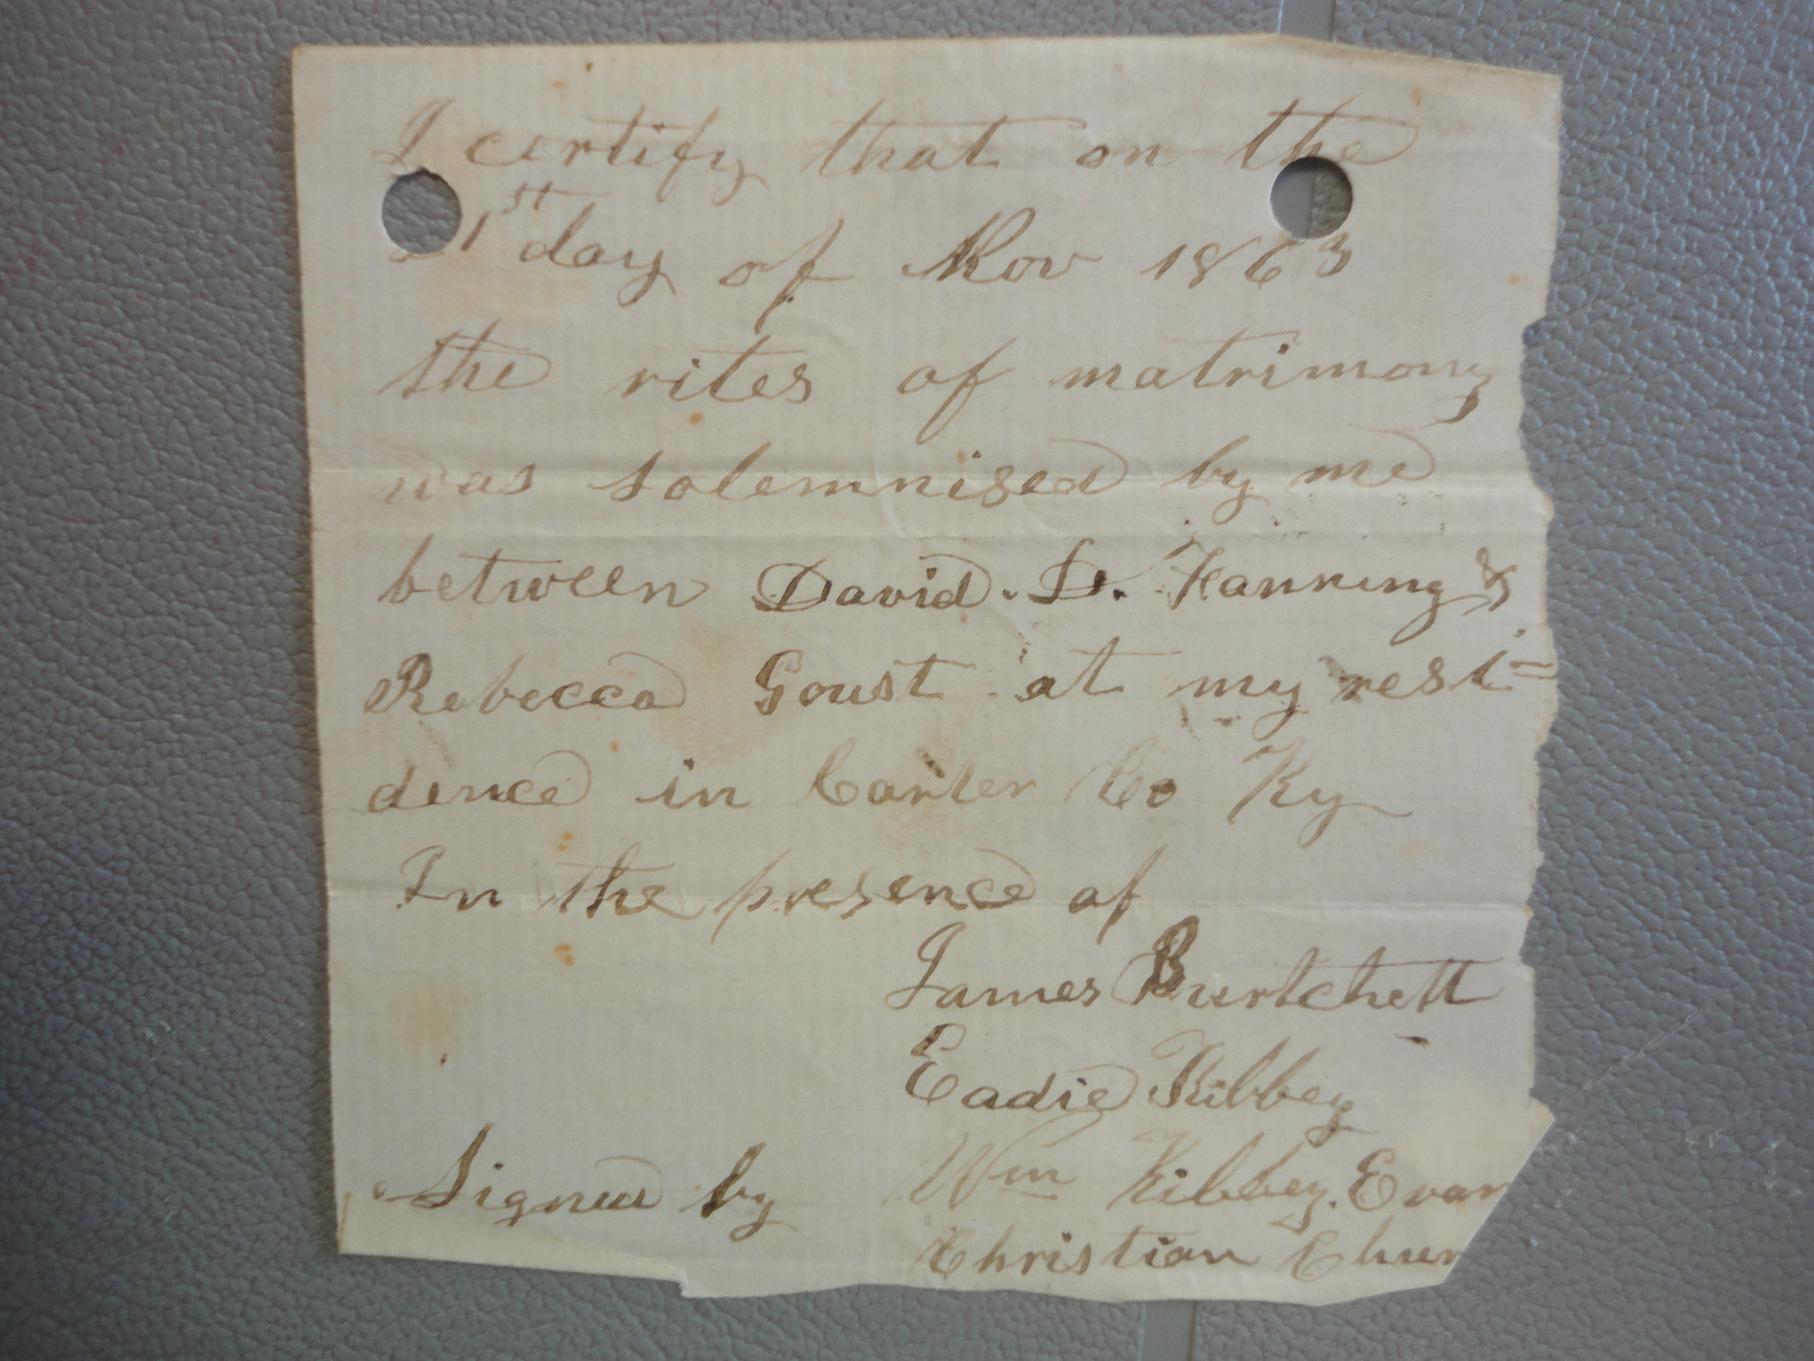 I certify that on the
1st day of Nov 1863
the rites of matrimony
was solemnised by me
between David. L. Fanning &
Rebecca Goust at my resi=
dence in Carter Co Ky
In the presence of
James Burtchett
Eadie Kibbey
Signed by Wm Kibbey. Evan
Christian Chur